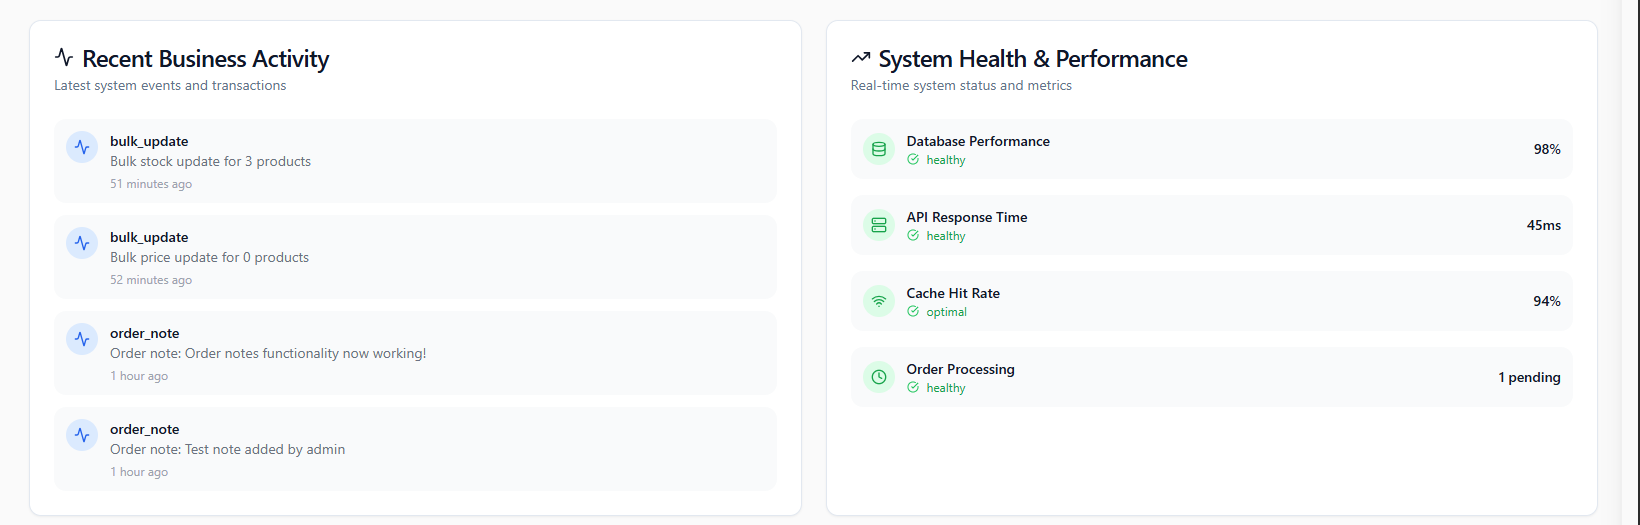 Recent Business Activity
Latest system events and transactions
bulk_update
Bulk stock update for 3 products
51 minutes ago
bulk_update
Bulk price update for 0 products
52 minutes ago
order_note
Order note: Order notes functionality now working!
1 hour ago
order_note
Order note: Test note added by admin
1 hour ago
System Health & Performance
Real-time system status and metrics
Database Performance
healthy
98%
API Response Time
healthy
45ms
Cache Hit Rate
optimal
94%
Order Processing
healthy
1 pending